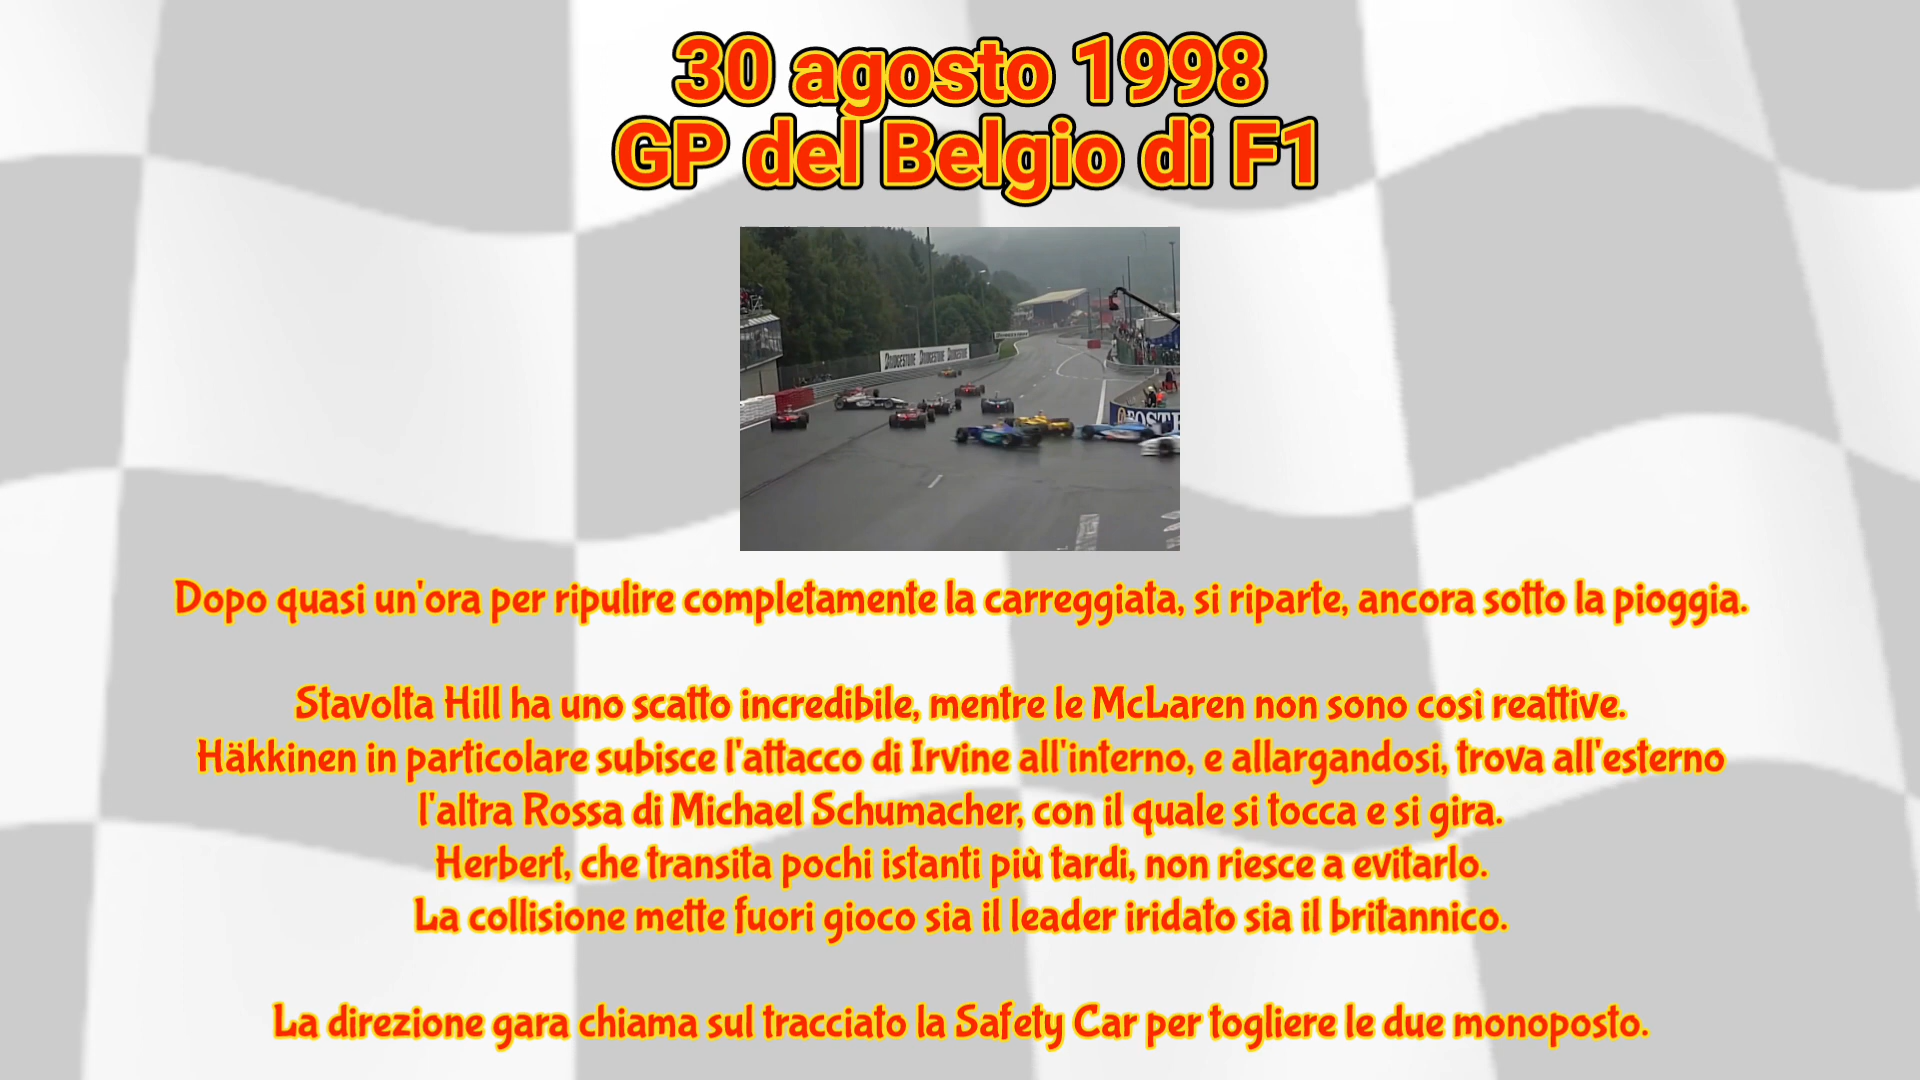 30 agosto 1998
GP del Belgio di F1
BRIDGESTONE BRIDGESTONE BRIDGESTONE
Dopo quasi un'ora per ripulire completamente la carreggiata, si riparte, ancora sotto la pioggia.
Stavolta Hill ha uno scatto incredibile, mentre le McLaren non sono così reattive.
Häkkinen in particolare subisce l'attacco di Irvine all'interno, e allargandosi, trova all'esterno
l'altra Rossa di Michael Schumacher, con il quale si tocca e si gira.
Herbert, che transita pochi istanti più tardi, non riesce a evitarlo.
La collisione mette fuori gioco sia il leader iridato sia il britannico.
La direzione gara chiama sul tracciato la Safety Car per togliere le due monoposto.